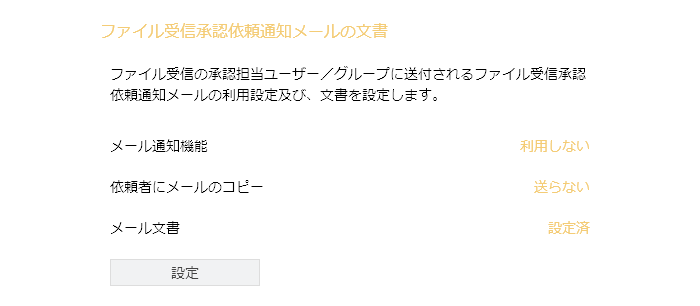 ファイル受信承認依頼通知メールの文書
ファイル受信の承認担当ユーザー／グループに送付されるファイル受信承認
依頼通知メールの利用設定及び、文書を設定します。
メール通知機能 利用しない
依頼者にメールのコピー 送らない
メール文書 設定済
設定